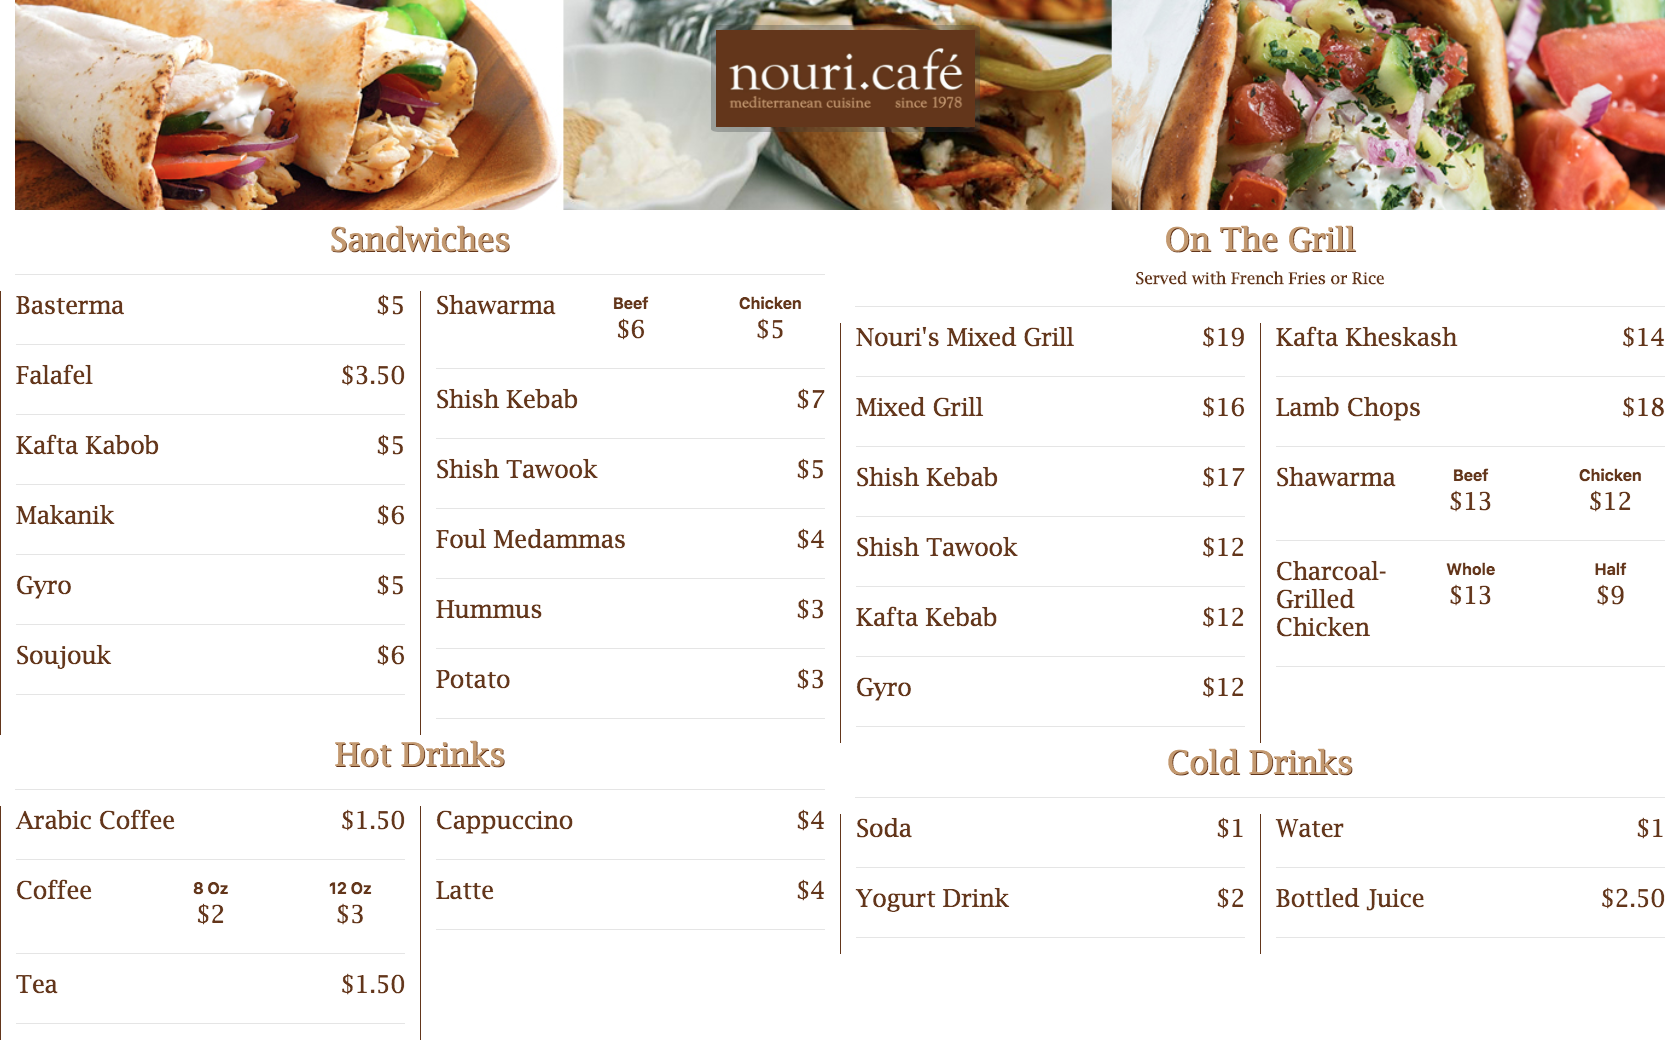 nouri.café
mediterranean cuisine since 1978
Sandwiches
Basterma $5
Falafel $3.50
Kafta Kabob $5
Makanik $6
Gyro $5
Soujouk $6
Shawarma Beef Chicken
$6 $5
Shish Kebab $7
Shish Tawook $5
Foul Medammas $4
Hummus $3
Potato $3
On The Grill
Served with French Fries or Rice
Nouri's Mixed Grill $19
Mixed Grill $16
Shish Kebab $17
Shish Tawook $12
Kafta Kebab $12
Gyro $12
Kafta Kheskash $14
Lamb Chops $18
Shawarma Beef Chicken
$13 $12
Charcoal- Whole Half
Grilled $13 $9
Chicken
Hot Drinks
Arabic Coffee $1.50
Coffee 8 Oz 12 Oz
$2 $3
Tea $1.50
Cappuccino $4
Latte $4
Cold Drinks
Soda $1
Yogurt Drink $2
Water $1
Bottled Juice $2.50